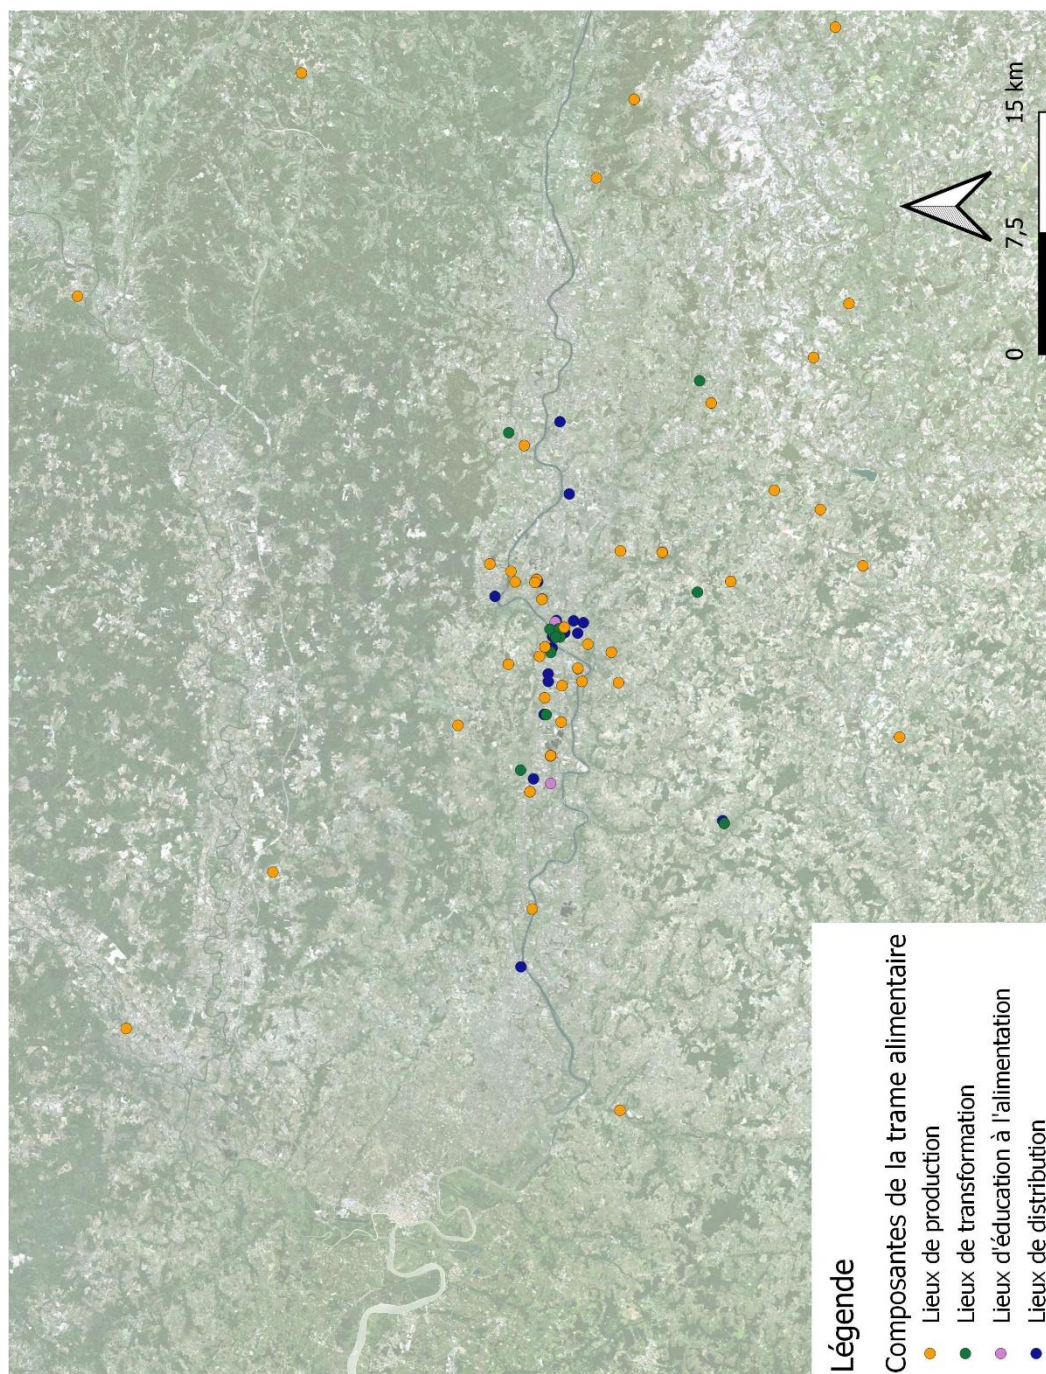 Légende
Composantes de la trame alimentaire
Lieux de production
Lieux de transformation
Lieux d'éducation à l'alimentation
Lieux de distribution
0 7,5 15 km